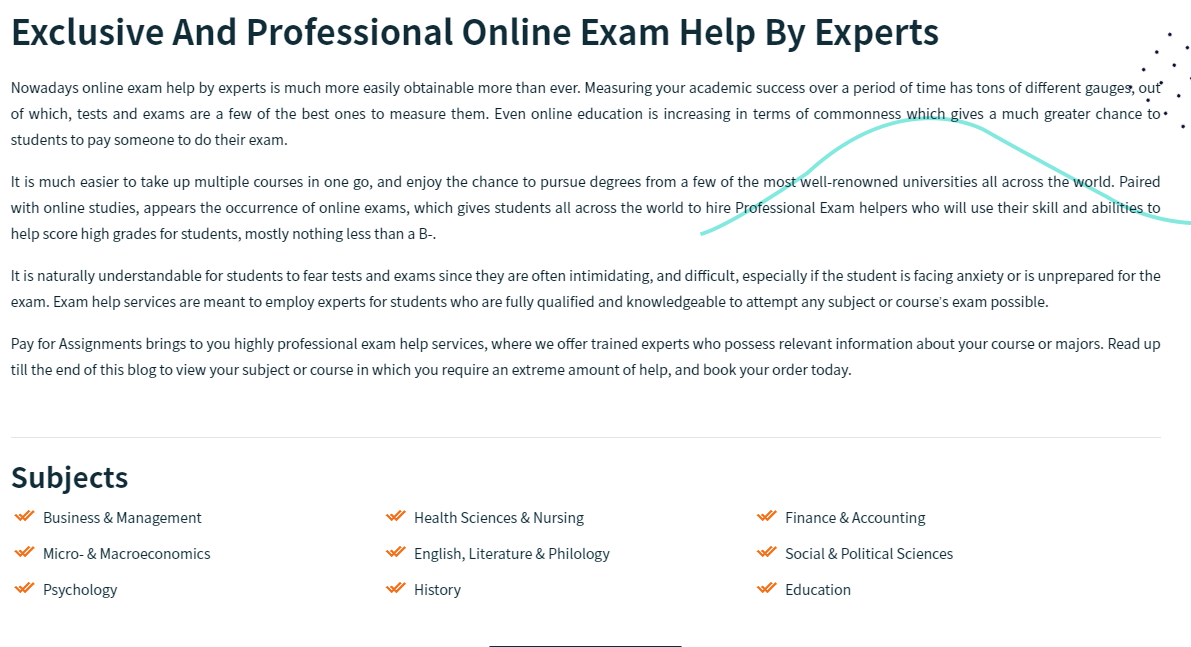 Exclusive And Professional Online Exam Help By Experts
Nowadays online exam help by experts is much more easily obtainable more than ever. Measuring your academic success over a period of time has tons of different gauges, out
of which, tests and exams are a few of the best ones to measure them. Even online education is increasing in terms of commonness which gives a much greater chance to
students to pay someone to do their exam.
It is much easier to take up multiple courses in one go, and enjoy the chance to pursue degrees from a few of the most well-renowned universities all across the world. Paired
with online studies, appears the occurrence of online exams, which gives students all across the world to hire Professional Exam helpers who will use their skill and abilities to
help score high grades for students, mostly nothing less than a B-.
It is naturally understandable for students to fear tests and exams since they are often intimidating, and difficult, especially if the student is facing anxiety or is unprepared for the
exam. Exam help services are meant to employ experts for students who are fully qualified and knowledgeable to attempt any subject or course's exam possible.
Pay for Assignments brings to you highly professional exam help services, where we offer trained experts who possess relevant information about your course or majors. Read up
till the end of this blog to view your subject or course in which you require an extreme amount of help, and book your order today.
Subjects
Business & Management
Health Sciences & Nursing
Finance & Accounting
Micro- & Macroeconomics
English, Literature & Philology
Social & Political Sciences
Psychology
History
Education